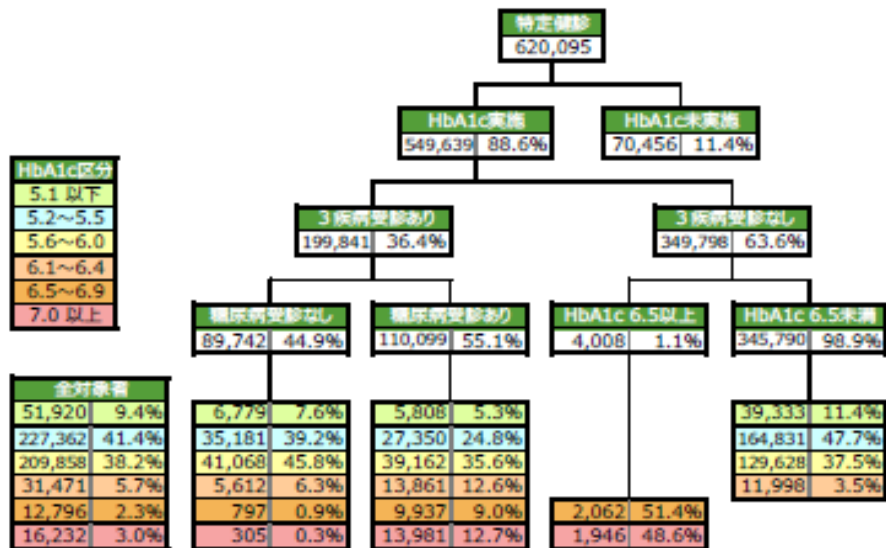 特定健診
620,095
HbA1c実施
549,639 88.6%
HbA1c未実施
70,456 11.4%
HbA1c区分
5.1 以下
5.2～5.5
5.6～6.0
6.1～6.4
6.5～6.9
7.0 以上
3疾病受診あり
199,841 36.4%
3疾病受診なし
349,798 63.6%
糖尿病受診なし
89,742 44.9%
糖尿病受診あり
110,099 55.1%
HbA1c 6.5以上
4,008 1.1%
HbA1c 6.5未満
345,790 98.9%
全対象者
51,920 9.4%
227,362 41.4%
209,858 38.2%
31,471 5.7%
12,796 2.3%
16,232 3.0%
6,779 7.6%
35,181 39.2%
41,068 45.8%
5,612 6.3%
797 0.9%
305 0.3%
5,808 5.3%
27,350 24.8%
39,162 35.6%
13,861 12.6%
9,937 9.0%
13,981 12.7%
2,062 51.4%
1,946 48.6%
39,333 11.4%
164,831 47.7%
129,628 37.5%
11,998 3.5%